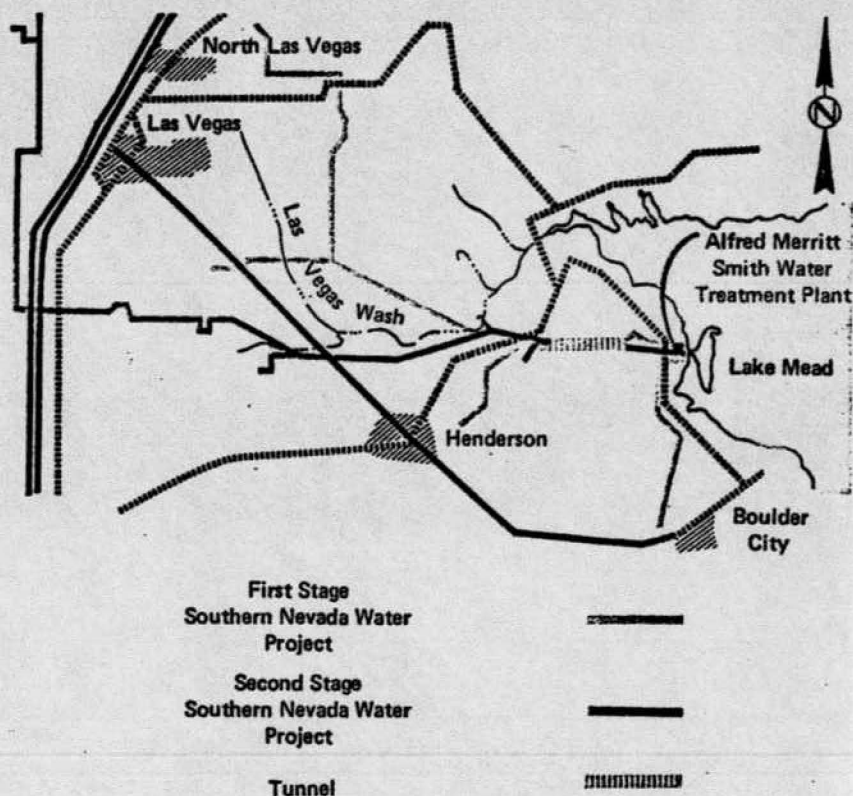 North Las Vegas
N
Las Vegas
Las
Vegas
Wash
Alfred Merritt
Smith Water
Treatment Plant
Lake Mead
Henderson
Boulder
City
First Stage
Southern Nevada Water
Project
Second Stage
Southern Nevada Water
Project
Tunnel